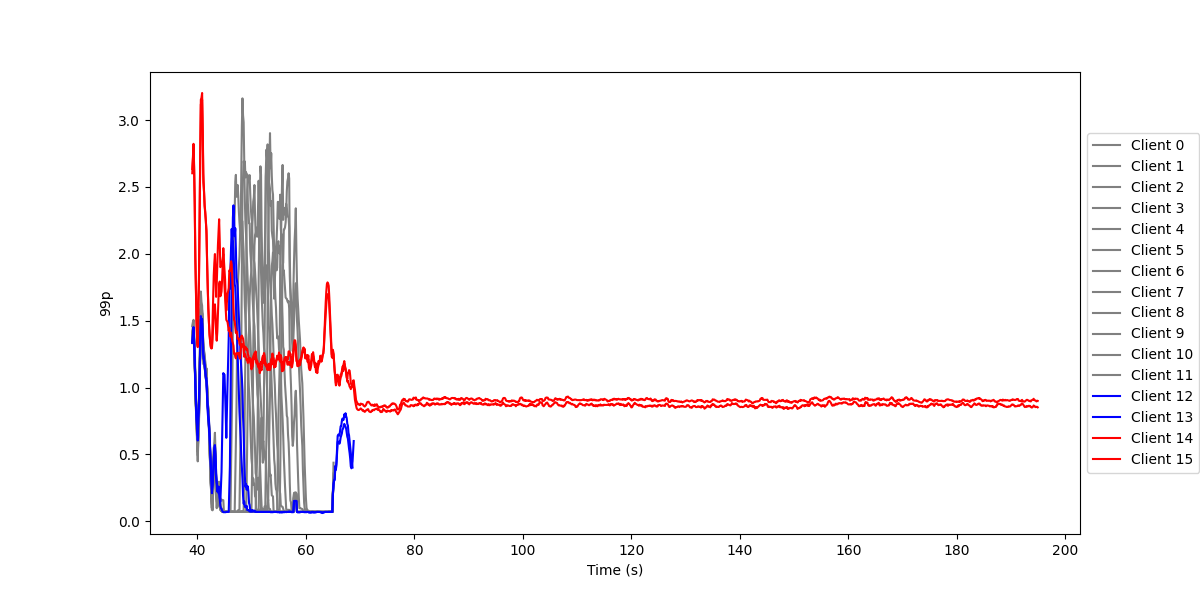 99p
3.0
2.5
2.0
1.5
1.0
0.5
0.0
40
60
80
100
120
140
160
180
200
Time (s)
Client 0
Client 1
Client 2
Client 3
Client 4
Client 5
Client 6
Client 7
Client 8
Client 9
Client 10
Client 11
Client 12
Client 13
Client 14
Client 15